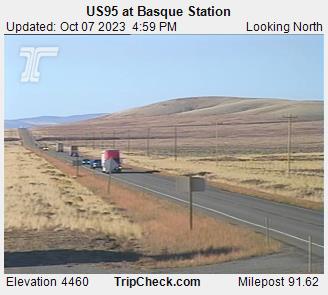 US95 at Basque Station
Updated: Oct 07 2023 4:59 PM Looking North
Elevation 4460 TripCheck.com Milepost 91.62